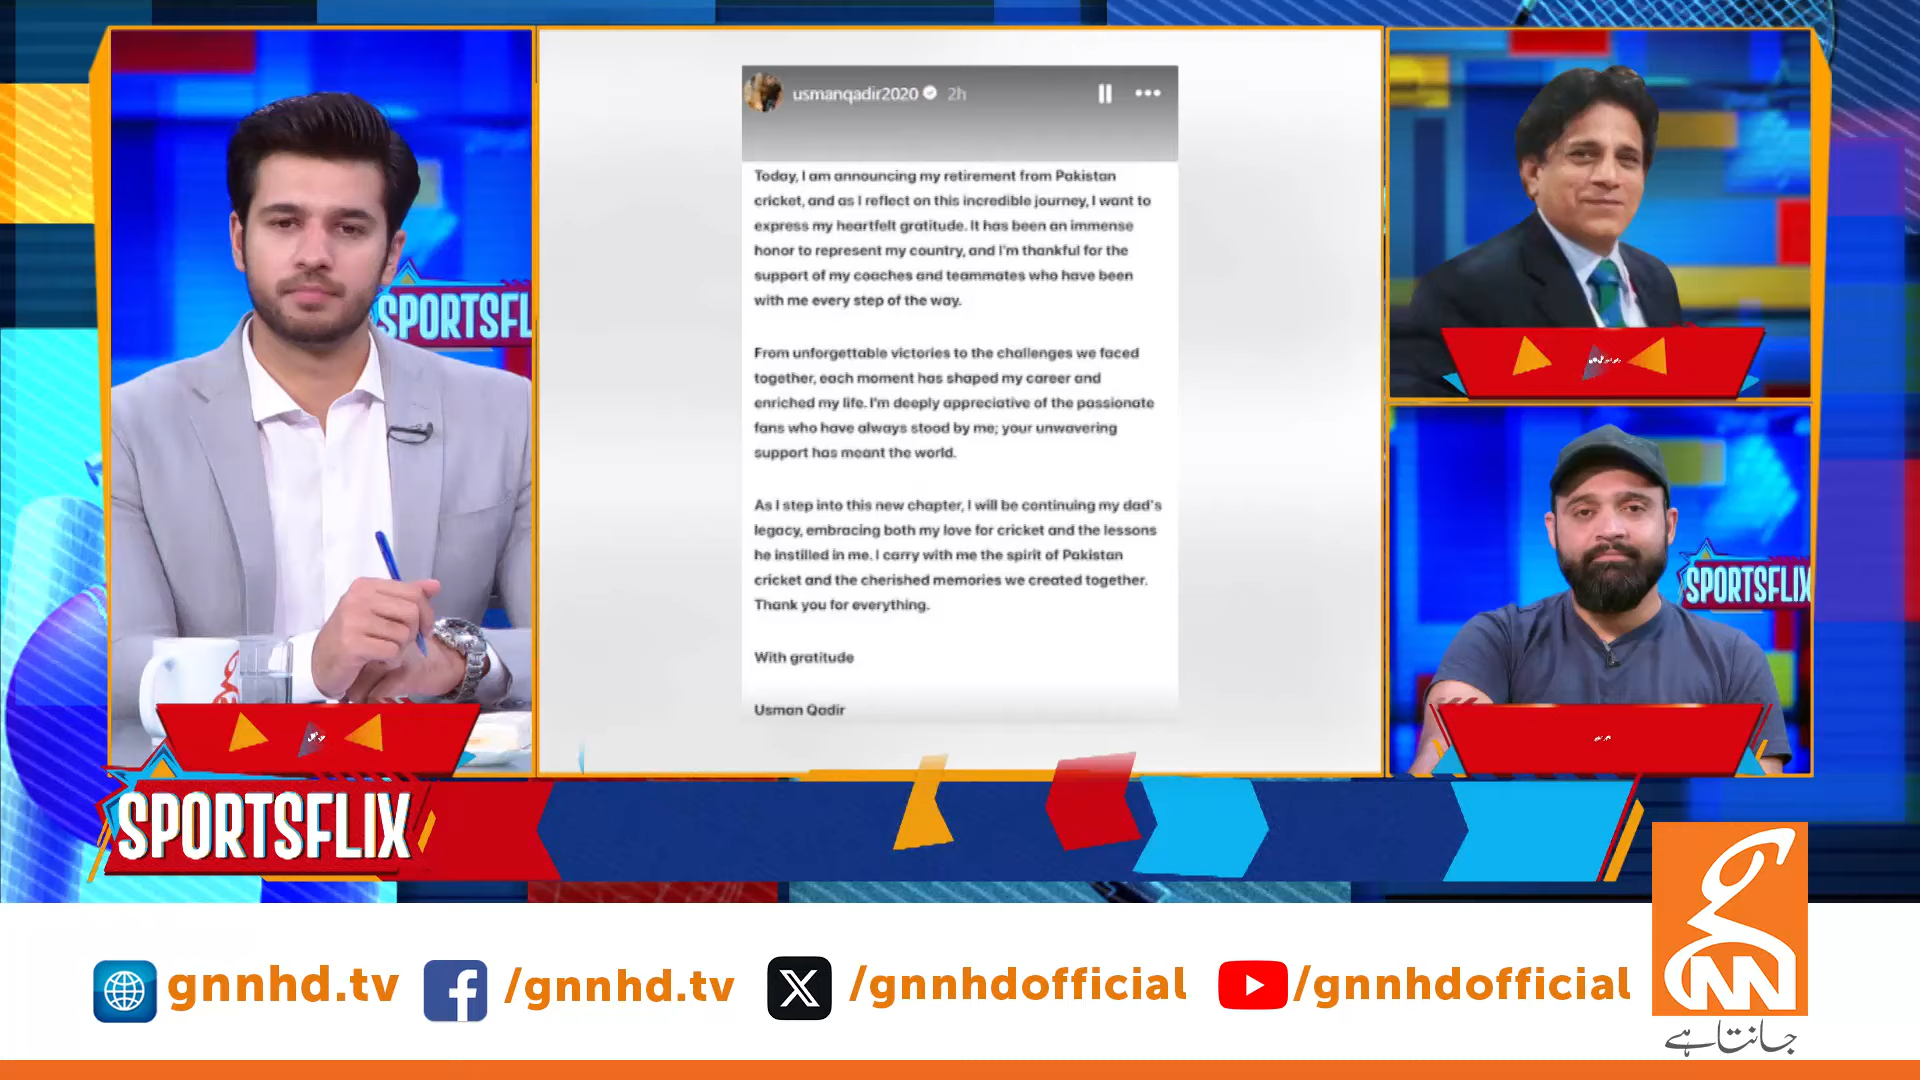 usmanqadir2020 2h
Today, I am announcing my retirement from Pakistan
cricket, and as I reflect on this incredible journey, I want to
express my heartfelt gratitude. It has been an immense
honor to represent my country, and I'm thankful for the
support of my coaches and teammates who have been
with me every step of the way.
From unforgettable victories to the challenges we faced
together, each moment has shaped my career and
enriched my life. I'm deeply appreciative of the passionate
fans who have always stood by me; your unwavering
support has meant the world.
As I step into this new chapter, I will be continuing my dad's
legacy, embracing both my love for cricket and the lessons
he instilled in me. I carry with me the spirit of Pakistan
cricket and the cherished memories we created together.
Thank you for everything.
With gratitude
Usman Qadir
SPORTSFL
SPORTSFLIX
SPORTSFLIX
gnnhd.tv
/gnnhd.tv
/gnnhdofficial
/gnnhdofficial
GNN
جانتا ہے